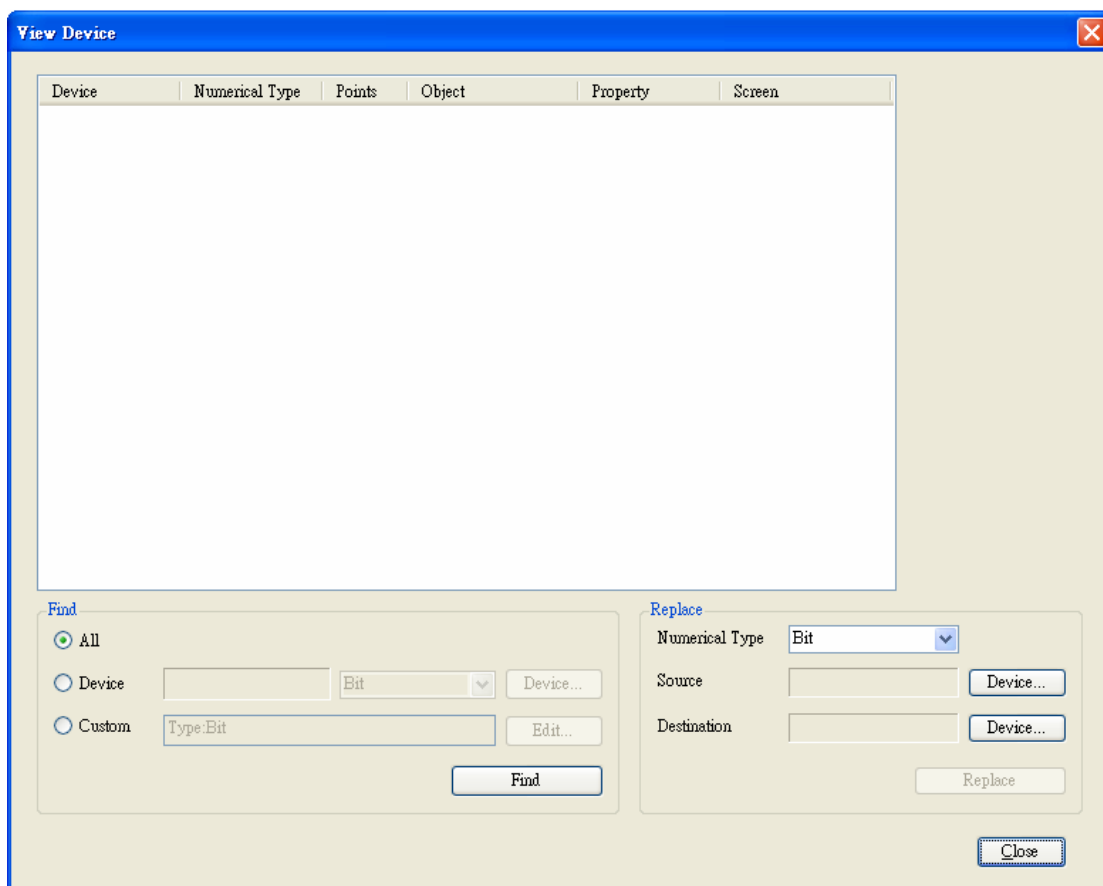 View Device
Device Numerical Type Points Object Property Screen
Find
All
Device Bit Device...
Custom Type:Bit Edit...
Find
Replace
Numerical Type Bit
Source Device...
Destination Device...
Replace
Close